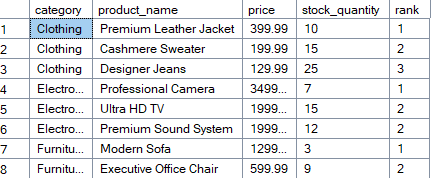 category product_name price stock_quantity rank
1 Clothing Premium Leather Jacket 399.99 10 1
2 Clothing Cashmere Sweater 199.99 15 2
3 Clothing Designer Jeans 129.99 25 3
4 Electro... Professional Camera 3499... 7 1
5 Electro... Ultra HD TV 1999... 15 2
6 Electro... Premium Sound System 1999... 12 2
7 Furnitu... Modern Sofa 1299... 3 1
8 Furnitu... Executive Office Chair 599.99 9 2